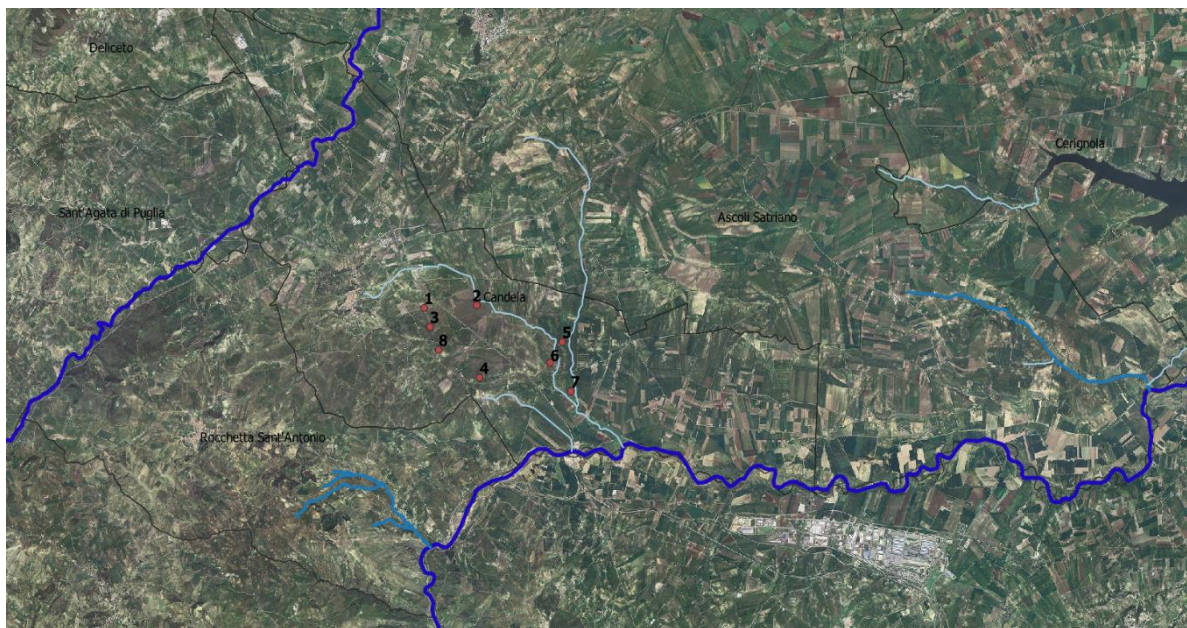 Deliceto
Cerignola
Sant'Agata di Puglia
Ascoli Satriano
1
2
Candela
3
5
8
6
4
7
Rocchetta Sant'Antonio